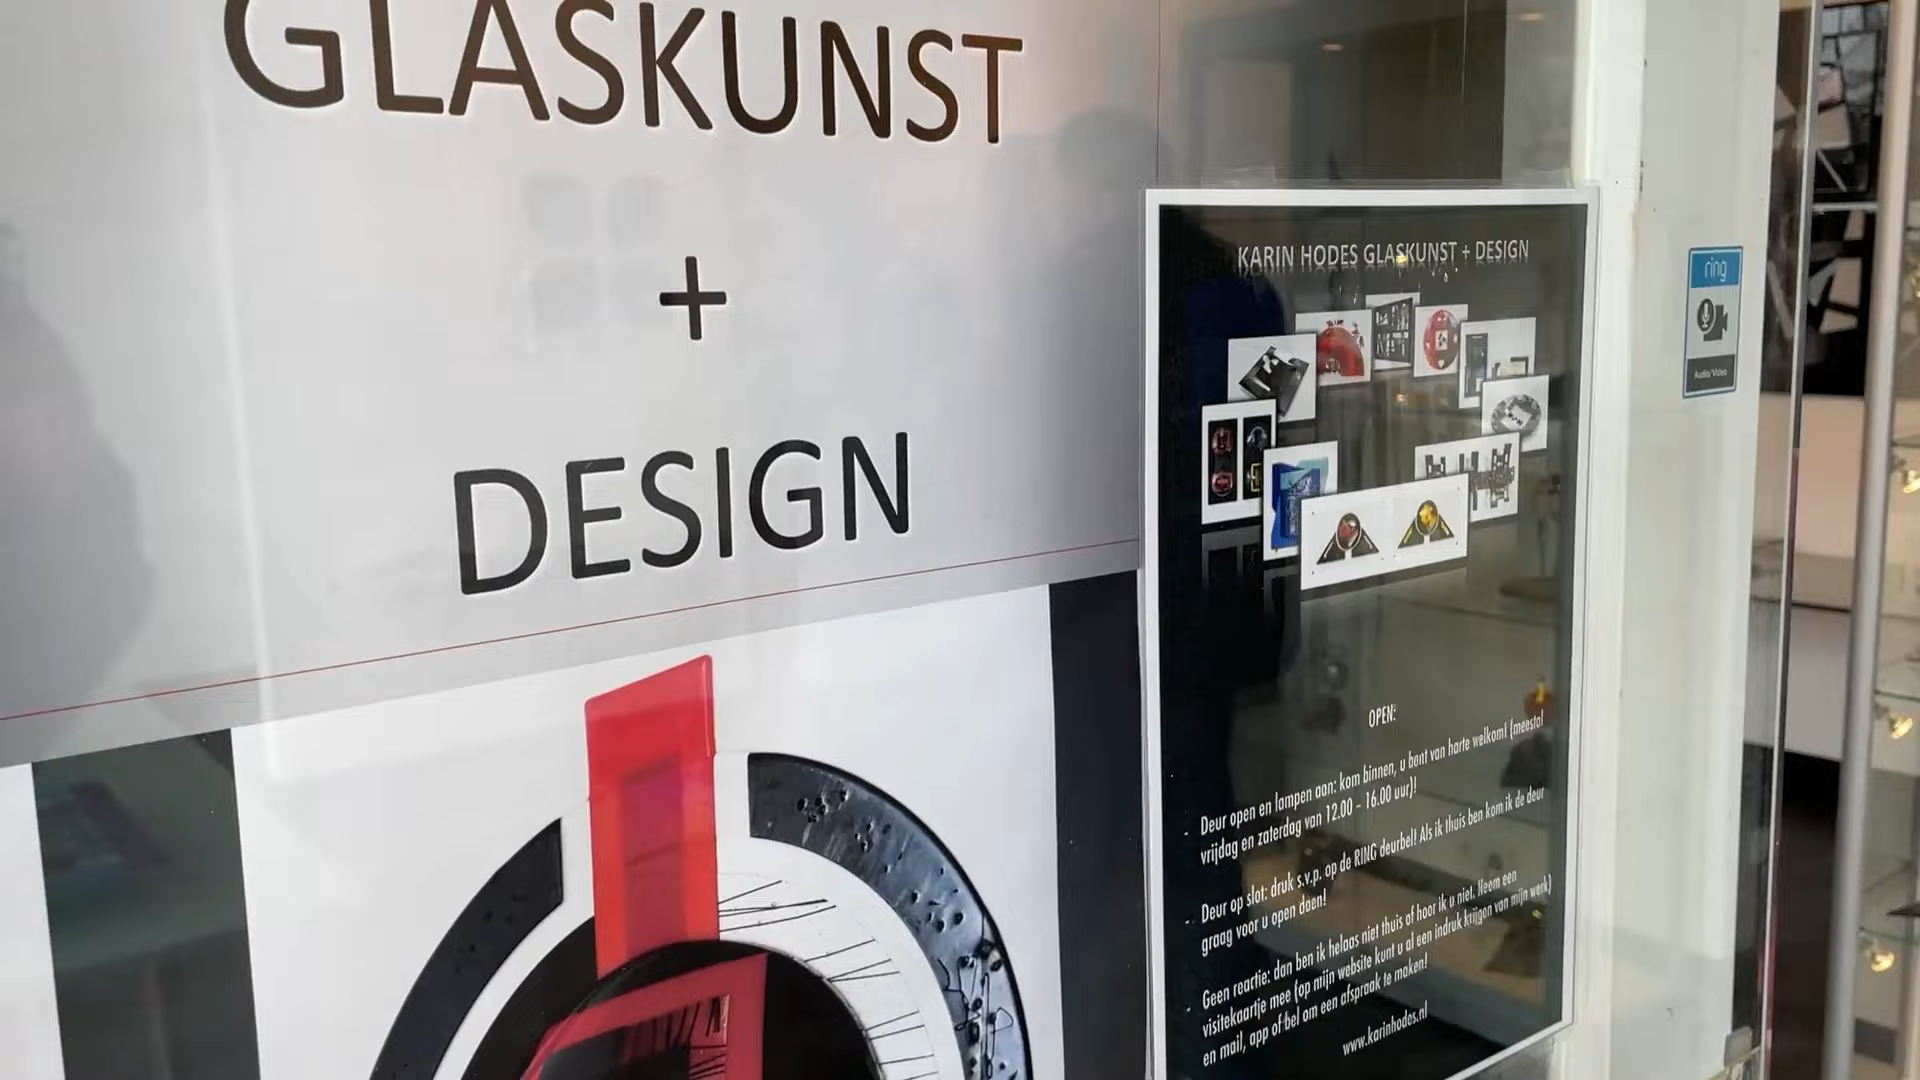 GLASKUNST
+
DESIGN
KARIN HODES GLASKUNST + DESIGN
ring
Audio/Video
OPEN:
- Deur open en lampen aan: kom binnen, u bent van harte welkom! (meestal
vrijdag en zaterdag van 12.00 - 16.00 uur)!
- Deur op slot: druk s.v.p. op de RING deurbel! Als ik thuis ben kom ik de deur
graag voor u open doen!
- Geen reactie: dan ben ik helaas niet thuis of hoor ik u niet. Neem een
visitekaartje mee (op mijn website kunt u al een indruk krijgen van mijn werk)
en mail, app of bel om een afspraak te maken!
www.karinhodes.nl